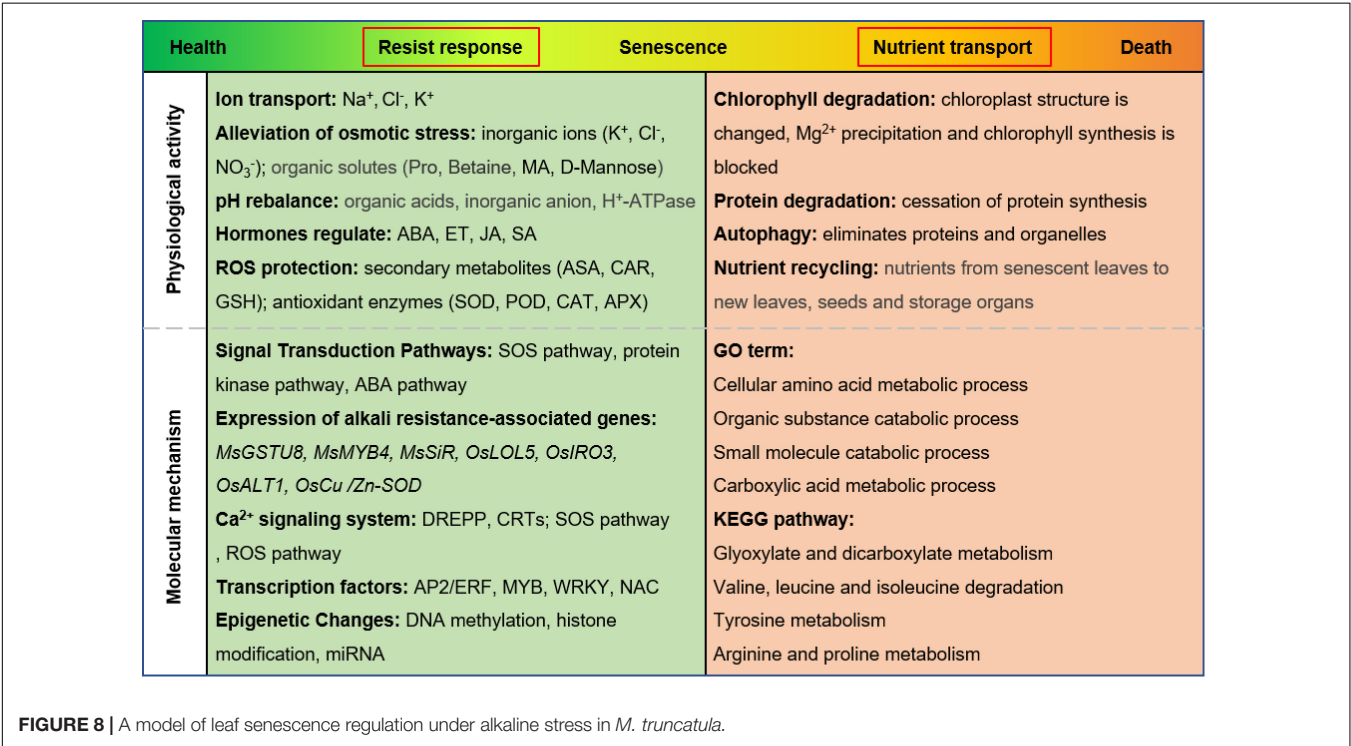 Health Resist response Senescence Nutrient transport Death
Physiological activity
Ion transport: Na⁺, Cl⁻, K⁺
Alleviation of osmotic stress: inorganic ions (K⁺, Cl⁻,
NO₃⁻); organic solutes (Pro, Betaine, MA, D-Mannose)
pH rebalance: organic acids, inorganic anion, H⁺-ATPase
Hormones regulate: ABA, ET, JA, SA
ROS protection: secondary metabolites (ASA, CAR,
GSH); antioxidant enzymes (SOD, POD, CAT, APX)
Chlorophyll degradation: chloroplast structure is
changed, Mg²⁺ precipitation and chlorophyll synthesis is
blocked
Protein degradation: cessation of protein synthesis
Autophagy: eliminates proteins and organelles
Nutrient recycling: nutrients from senescent leaves to
new leaves, seeds and storage organs
Molecular mechanism
Signal Transduction Pathways: SOS pathway, protein
kinase pathway, ABA pathway
Expression of alkali resistance-associated genes:
MsGSTU8, MsMYB4, MsSiR, OsLOL5, OsIRO3,
OsALT1, OsCu /Zn-SOD
Ca²⁺ signaling system: DREPP, CRTs; SOS pathway
, ROS pathway
Transcription factors: AP2/ERF, MYB, WRKY, NAC
Epigenetic Changes: DNA methylation, histone
modification, miRNA
GO term:
Cellular amino acid metabolic process
Organic substance catabolic process
Small molecule catabolic process
Carboxylic acid metabolic process
KEGG pathway:
Glyoxylate and dicarboxylate metabolism
Valine, leucine and isoleucine degradation
Tyrosine metabolism
Arginine and proline metabolism
FIGURE 8 | A model of leaf senescence regulation under alkaline stress in M. truncatula.